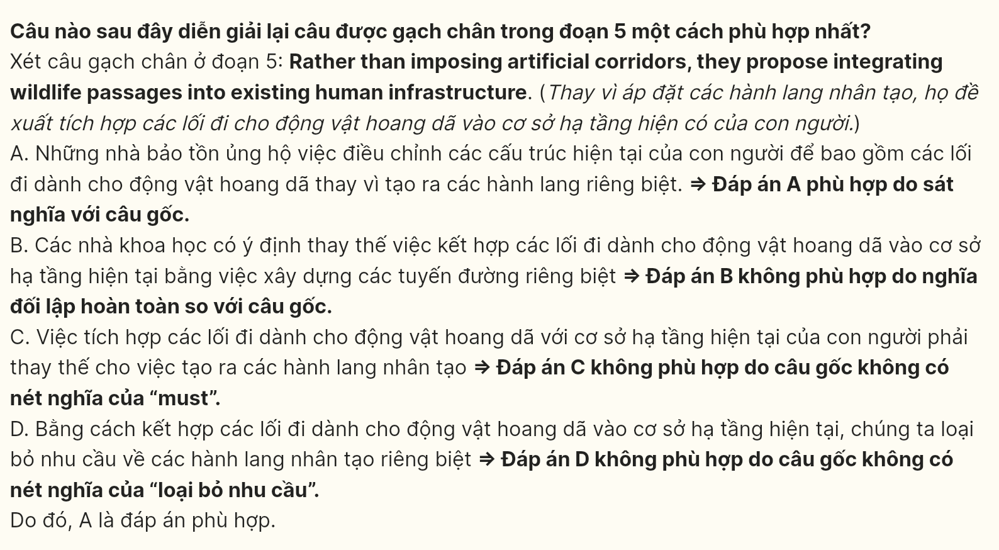 Câu nào sau đây diễn giải lại câu được gạch chân trong đoạn 5 một cách phù hợp nhất?
Xét câu gạch chân ở đoạn 5: Rather than imposing artificial corridors, they propose integrating
wildlife passages into existing human infrastructure. (Thay vì áp đặt các hành lang nhân tạo, họ đề
xuất tích hợp các lối đi cho động vật hoang dã vào cơ sở hạ tầng hiện có của con người.)
A. Những nhà bảo tồn ủng hộ việc điều chỉnh các cấu trúc hiện tại của con người để bao gồm các lối
đi dành cho động vật hoang dã thay vì tạo ra các hành lang riêng biệt. ⇒ Đáp án A phù hợp do sát
nghĩa với câu gốc.
B. Các nhà khoa học có ý định thay thế việc kết hợp các lối đi dành cho động vật hoang dã vào cơ sở
hạ tầng hiện tại bằng việc xây dựng các tuyến đường riêng biệt ⇒ Đáp án B không phù hợp do nghĩa
đối lập hoàn toàn so với câu gốc.
C. Việc tích hợp các lối đi dành cho động vật hoang dã với cơ sở hạ tầng hiện tại của con người phải
thay thế cho việc tạo ra các hành lang nhân tạo ⇒ Đáp án C không phù hợp do câu gốc không có
nét nghĩa của “must”.
D. Bằng cách kết hợp các lối đi dành cho động vật hoang dã vào cơ sở hạ tầng hiện tại, chúng ta loại
bỏ nhu cầu về các hành lang nhân tạo riêng biệt ⇒ Đáp án D không phù hợp do câu gốc không có
nét nghĩa của “loại bỏ nhu cầu”.
Do đó, A là đáp án phù hợp.